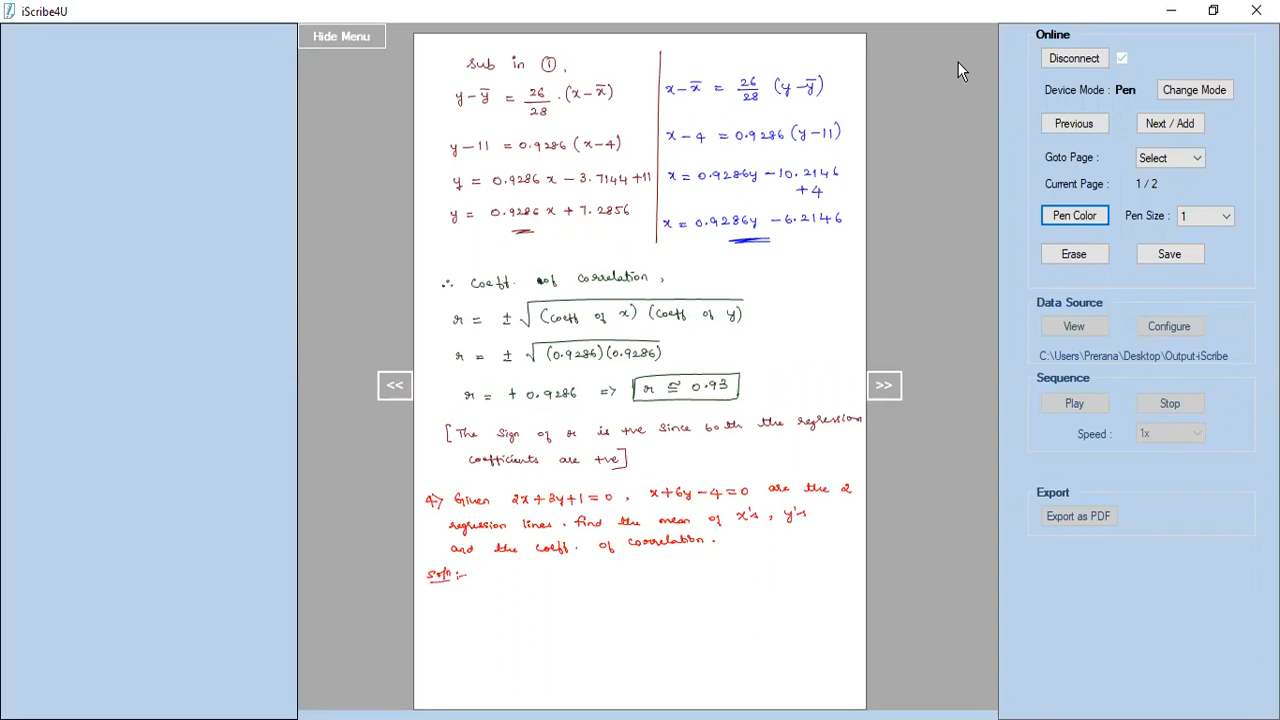 iScribe4U
Hide Menu
Sub in ①,
y-ȳ = 26/28 . (x-x̄)
y-11 = 0.9286 (x-4)
y = 0.9286 x - 3.7144 + 11
y = 0.9286 x + 7.2856
x-x̄ = 26/28 (y-ȳ)
x-4 = 0.9286 (y-11)
x = 0.9286y - 10.2146
+4
x = 0.9286y - 6.2146
∴ coeff. of correlation,
r = ± √(coeff of x) (coeff of y)
r = ± √(0.9286)(0.9286)
r = + 0.9286 => r ≅ 0.93
[The sign of r is +ve since both the regression
coefficients are +ve]
4> Given 2x+3y+1=0, x+6y-4=0 are the 2
regression lines. find the mean of x's, y's
and the coeff. of correlation.
Soln:-
<<
>>
Online
Disconnect
Device Mode : Pen
Change Mode
Previous
Next / Add
Goto Page :
Select
Current Page :
1 / 2
Pen Color
Pen Size :
1
Erase
Save
Data Source
View
Configure
C:\Users\Prerana\Desktop\Output-iScribe
Sequence
Play
Stop
Speed :
1x
Export
Export as PDF